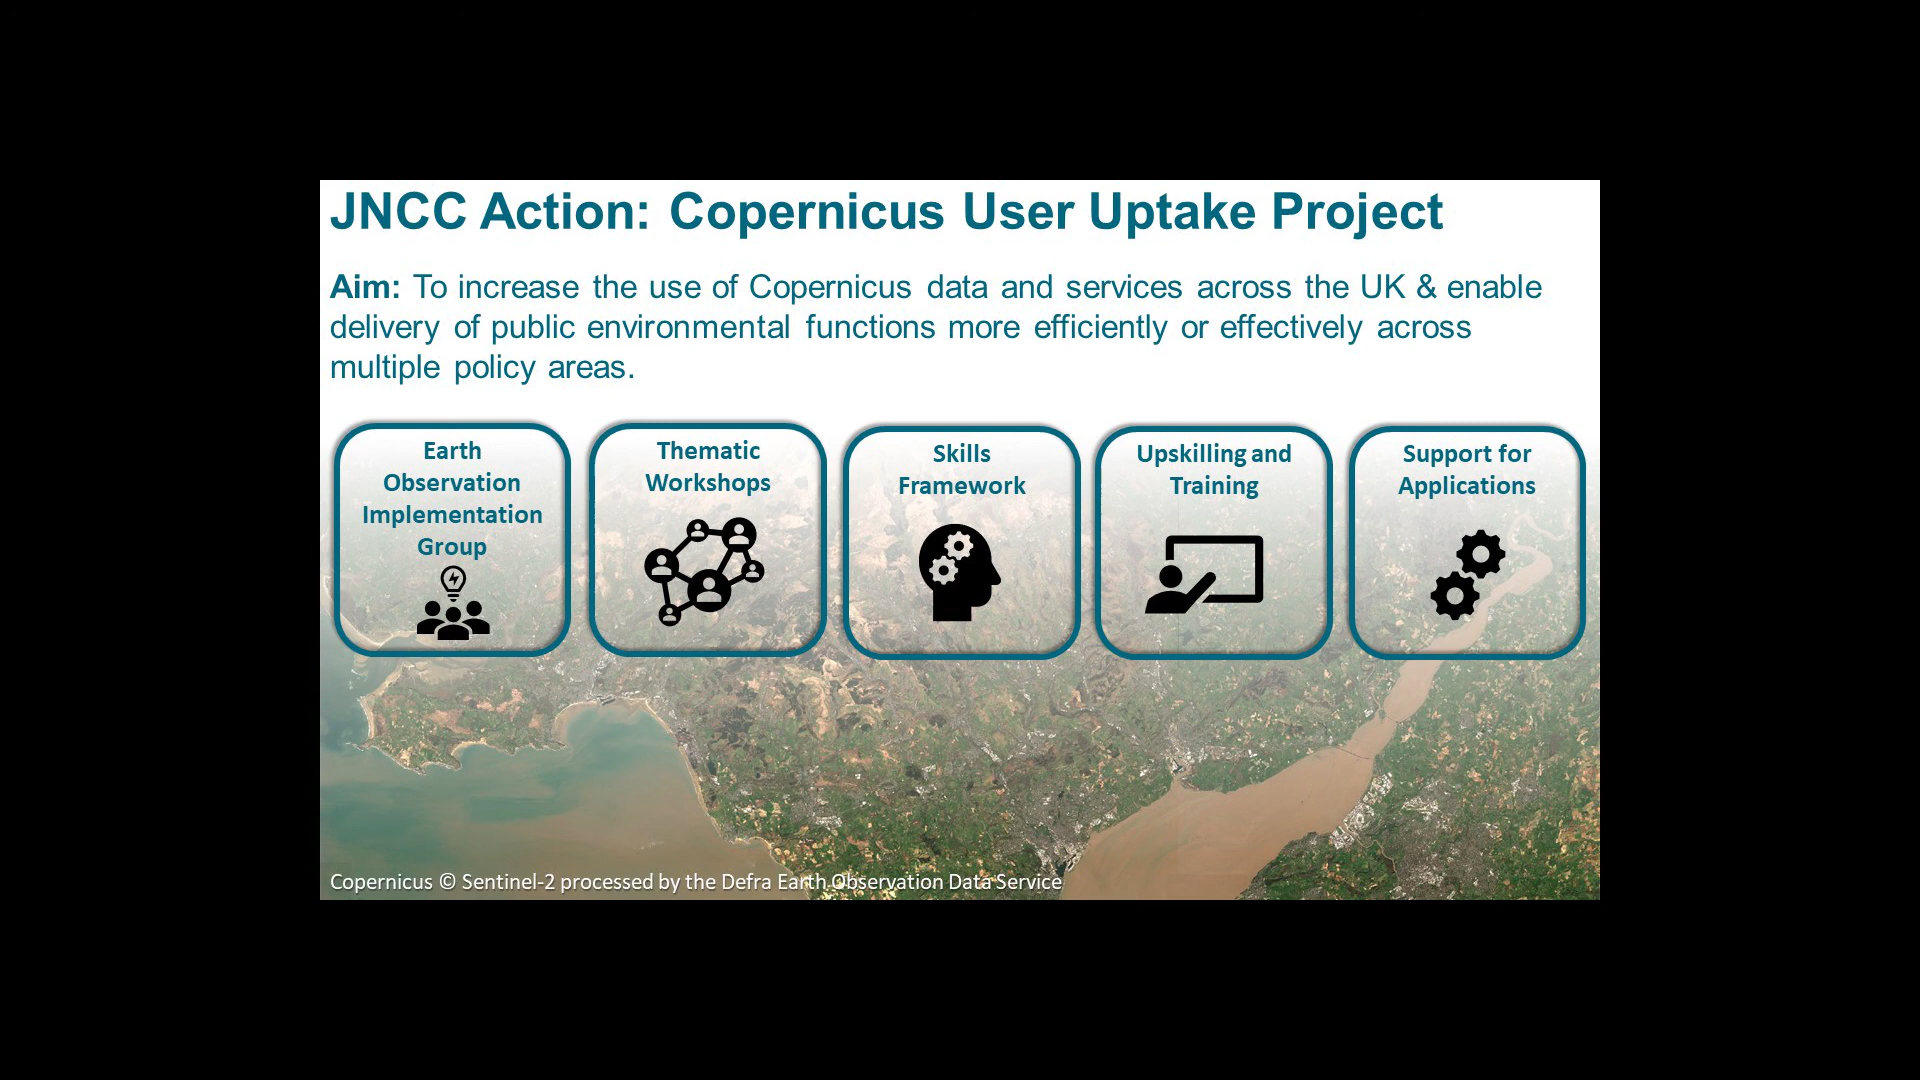 JNCC Action: Copernicus User Uptake Project
Aim: To increase the use of Copernicus data and services across the UK & enable
delivery of public environmental functions more efficiently or effectively across
multiple policy areas.
Earth
Observation
Implementation
Group
Thematic
Workshops
Skills
Framework
Upskilling and
Training
Support for
Applications
Copernicus © Sentinel-2 processed by the Defra Earth Observation Data Service